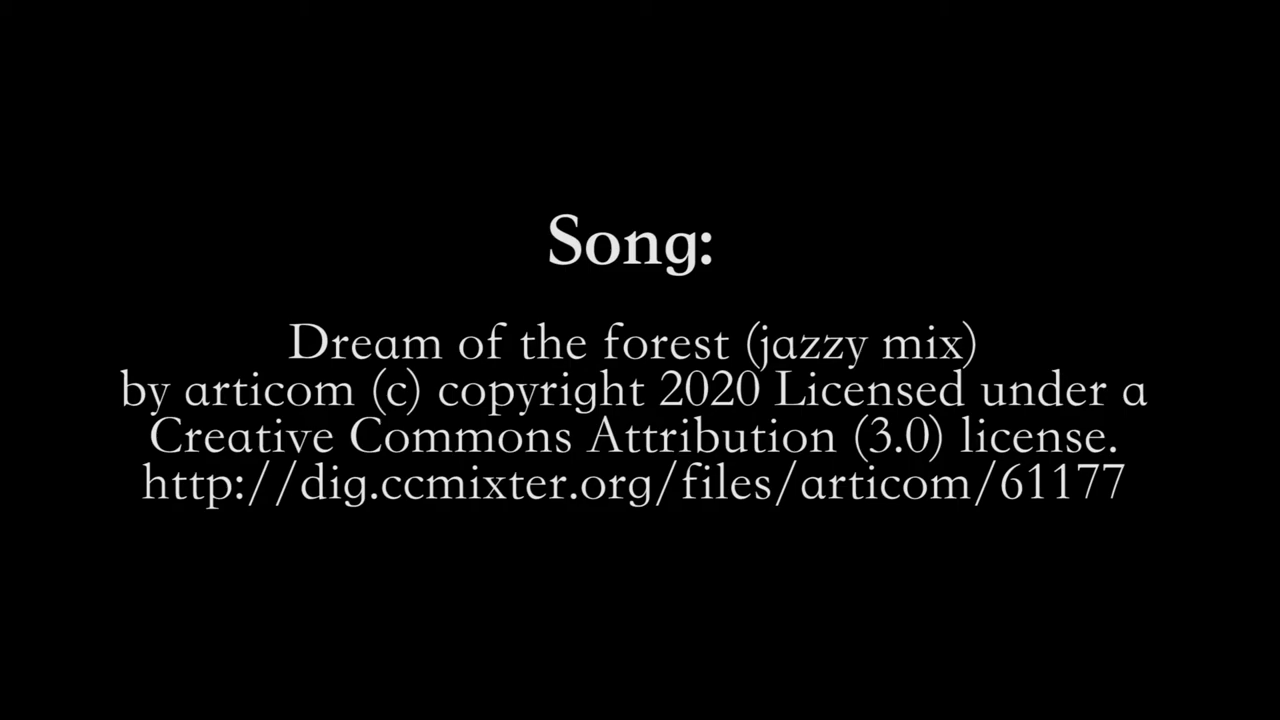 Song:
Dream of the forest (jazzy mix)
by articom (c) copyright 2020 Licensed under a
Creative Commons Attribution (3.0) license.
http://dig.ccmixter.org/files/articom/61177